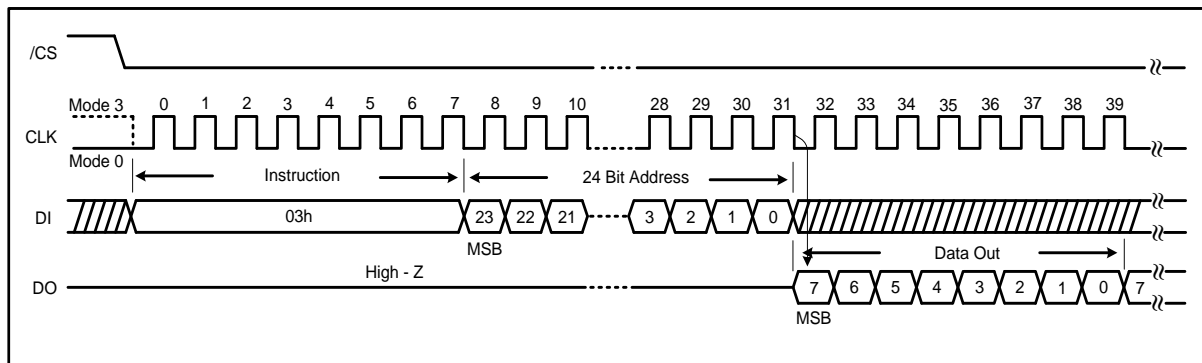 /CS
Mode 3 0 1 2 3 4 5 6 7 8 9 10 28 29 30 31 32 33 34 35 36 37 38 39
CLK
Mode 0
Instruction 24 Bit Address
DI 03h 23 22 21 3 2 1 0
MSB
High - Z Data Out
DO 7 6 5 4 3 2 1 0 7
MSB